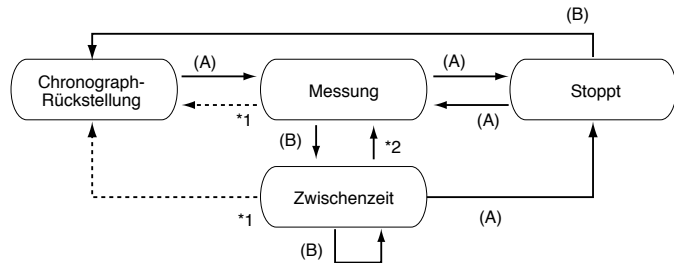 (B)
(A)
(A)
Chronograph-
Rückstellung
Messung
Stoppt
*1
(A)
(B)
*2
Zwischenzeit
*1
(A)
(B)